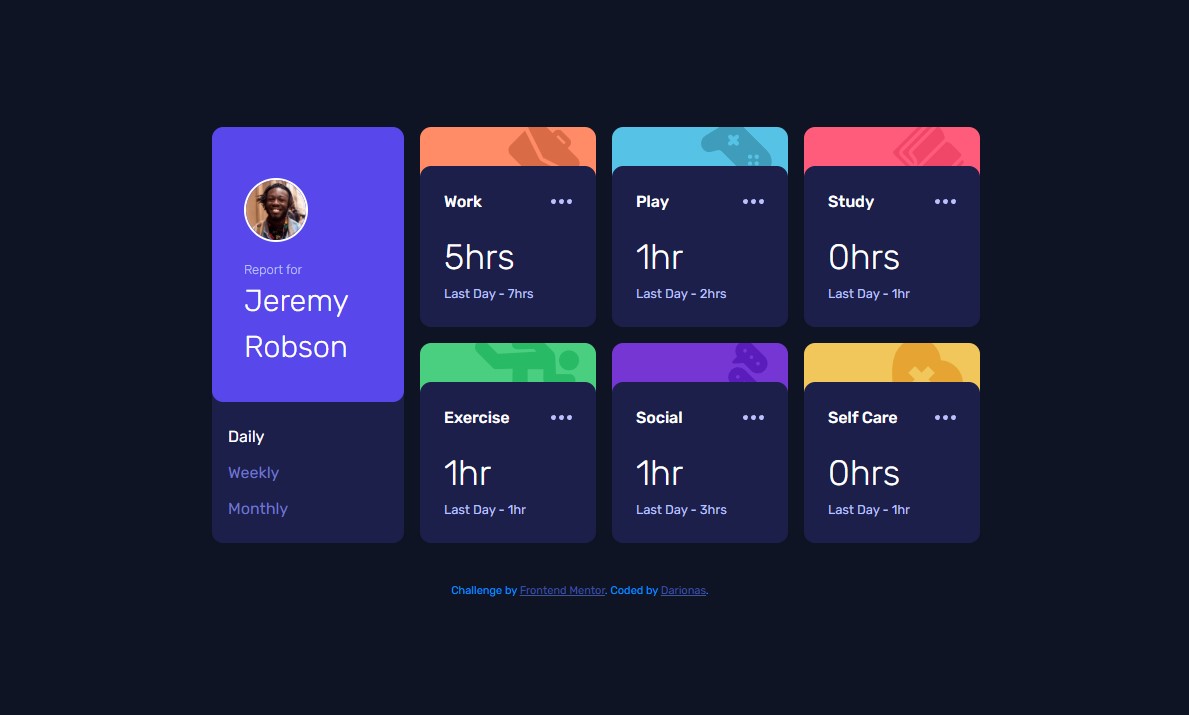 Report for
Jeremy
Robson
Daily
Weekly
Monthly
Work
5hrs
Last Day - 7hrs
Play
1hr
Last Day - 2hrs
Study
0hrs
Last Day - 1hr
Exercise
1hr
Last Day - 1hr
Social
1hr
Last Day - 3hrs
Self Care
0hrs
Last Day - 1hr
Challenge by Frontend Mentor. Coded by Darionas.